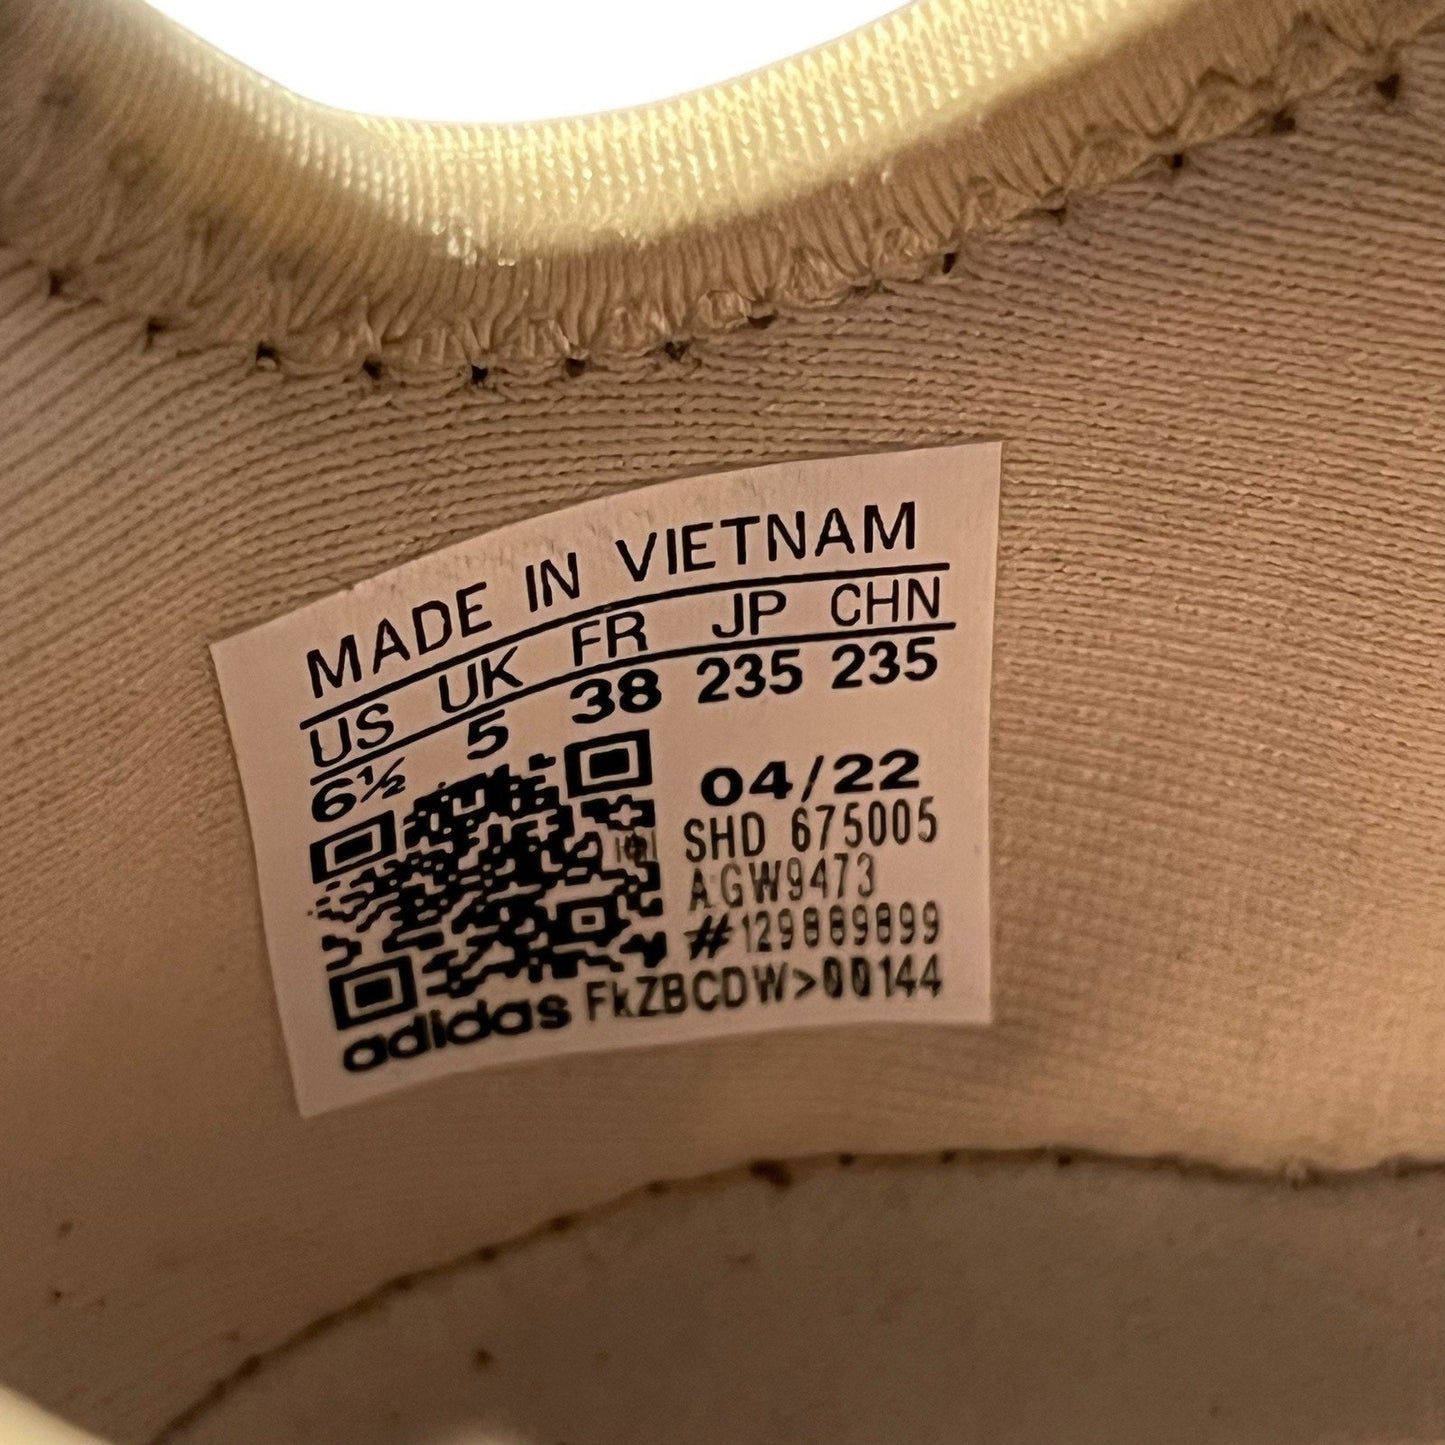 MADE IN VIETNAM
US UK FR JP CHN
6½ 5 38 235 235
04/22
SHD 675005
A:GW9473
#129889899
adidas FkZBCDW>00144